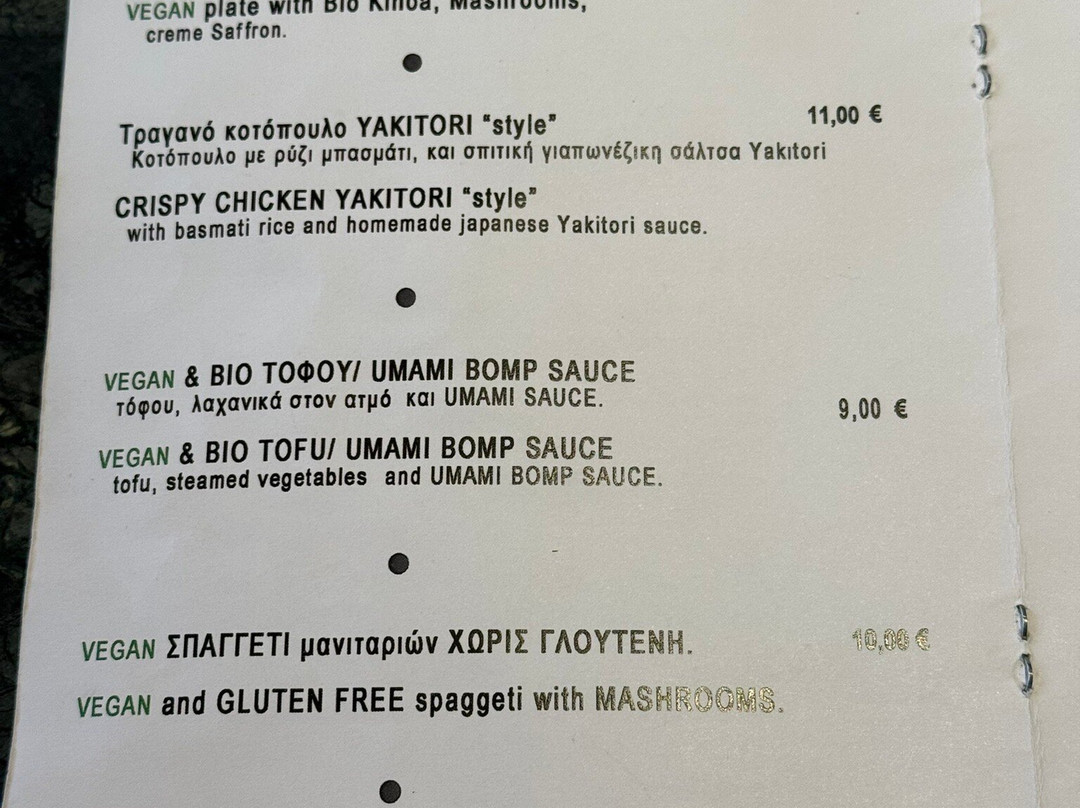 VEGAN plate with Bio Kinoa, Mashrooms,
creme Saffron.
Τραγανό κοτόπουλο YAKITORI "style" 11,00 €
Κοτόπουλο με ρύζι μπασμάτι, και σπιτική γιαπωνέζικη σάλτσα Yakitori
CRISPY CHICKEN YAKITORI "style"
with basmati rice and homemade japanese Yakitori sauce.
VEGAN & BIO ΤΟΦΟΥ/ UMAMI BOMP SAUCE
τόφου, λαχανικά στον ατμό και UMAMI SAUCE.
9,00 €
VEGAN & BIO TOFU/ UMAMI BOMP SAUCE
tofu, steamed vegetables and UMAMI BOMP SAUCE.
VEGAN ΣΠΑΓΓΕΤΙ μανιταριών ΧΩΡΙΣ ΓΛΟΥΤΕΝΗ. 10,00 €
VEGAN and GLUTEN FREE spaggeti with MASHROOMS.